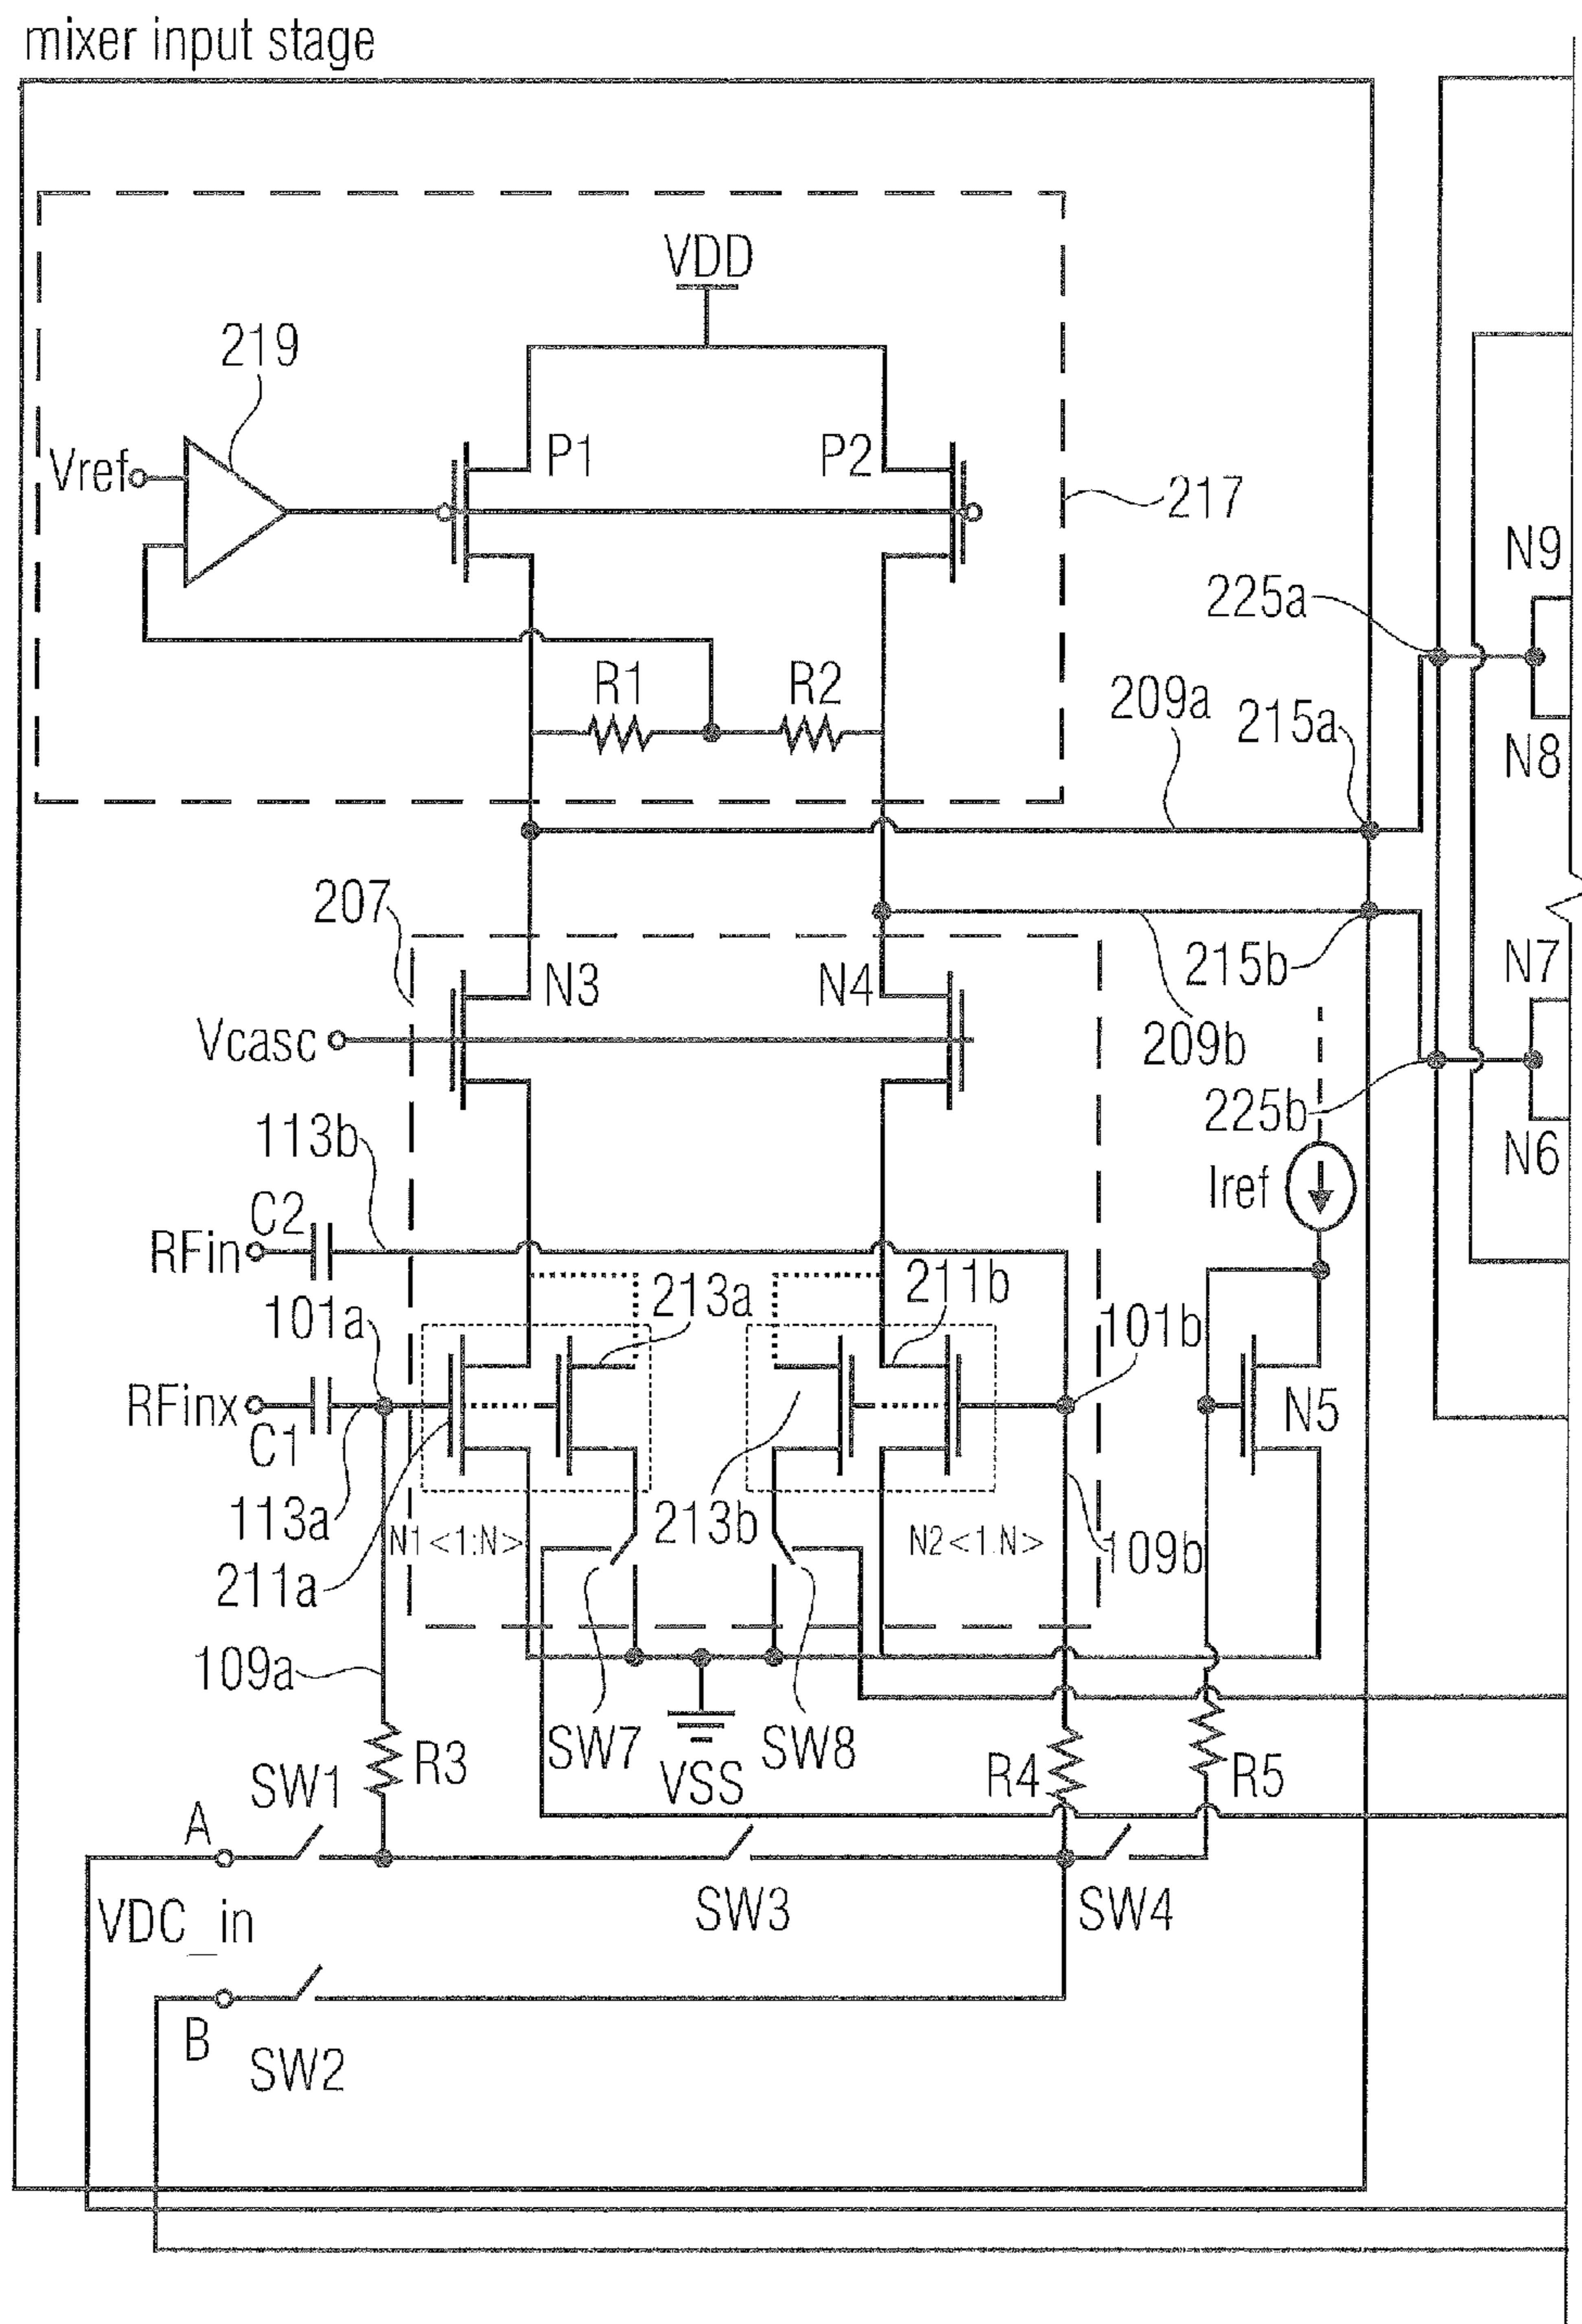 mixer input stage
VDD
219
Vref
P1
P2
217
N9
225a
R1
R2
209a
215a
N8
207
N3
N4
215b
N7
Vcasc
209b
225b
113b
N6
C2
Iref
RFin
211b
213a
101a
101b
RFinx
N5
C1
113a
213b
N1<1:N>
N2<1:N>
109b
211a
109a
SW7
SW8
R3
VSS
R4
R5
SW1
A
SW3
SW4
VDC_in
B
SW2